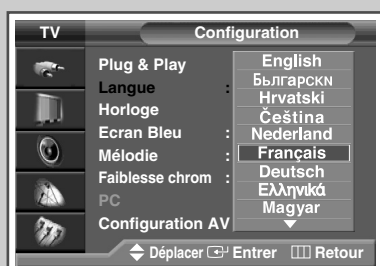 TV Configuration
Plug & Play
Langue :
Horloge
Ecran Bleu :
Mélodie :
Faiblesse chrom :
PC
Configuration AV
English
Бьлгарскн
Hrvatski
Čeština
Nederland
Français
Deutsch
Ελληνικά
Magyar
Déplacer Entrer Retour